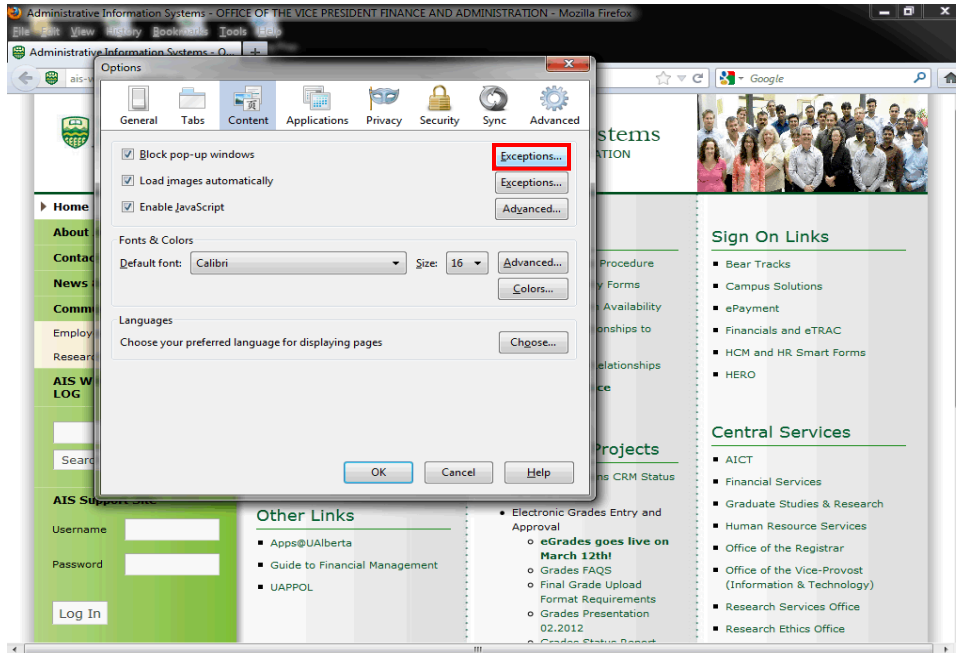 Administrative Information Systems - OFFICE OF THE VICE PRESIDENT FINANCE AND ADMINISTRATION - Mozilla Firefox
File Edit View History Bookmarks Tools Help
Administrative Information Systems - O...
Options
ais-w
Google
General Tabs Content Applications Privacy Security Sync Advanced
stems
ATION
Block pop-up windows Exceptions...
Load images automatically Exceptions...
Enable JavaScript Advanced...
Fonts & Colors
Default font: Calibri Size: 16 Advanced...
Colors...
Languages
Choose your preferred language for displaying pages Choose...
OK Cancel Help
Home
About
Contac
News
Commu
Employ
Researc
AIS W
LOG
Searc
AIS Support Site
Username
Password
Log In
Other Links
Apps@UAlberta
Guide to Financial Management
UAPPOL
Procedure
y Forms
Availability
onships to
elationships
ce
Projects
ns CRM Status
Electronic Grades Entry and
Approval
eGrades goes live on
March 12th!
Grades FAQS
Final Grade Upload
Format Requirements
Grades Presentation
02.2012
Grades Status Report
Sign On Links
Bear Tracks
Campus Solutions
ePayment
Financials and eTRAC
HCM and HR Smart Forms
HERO
Central Services
AICT
Financial Services
Graduate Studies & Research
Human Resource Services
Office of the Registrar
Office of the Vice-Provost
(Information & Technology)
Research Services Office
Research Ethics Office